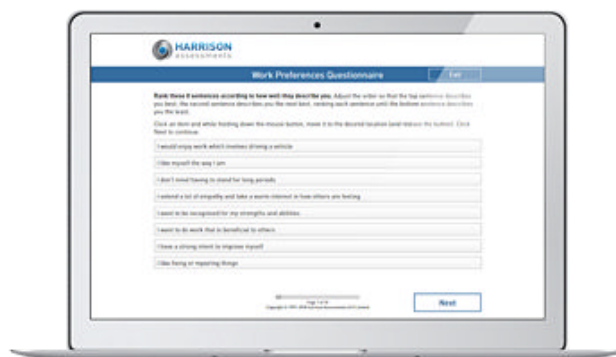 HARRISON
assessments
Work Preferences Questionnaire
Exit
Rank these 8 sentences according to how well they describe you. Adjust the order so that the top sentence describes
you best, the second sentence describes you the next best, ranking each sentence until the bottom sentence describes
you the least.
Click an item and while holding down the mouse button, move it to the desired location (and release the button). Click
Next to continue.
I would enjoy work which involves driving a vehicle
I like myself the way I am
I don't mind having to stand for long periods
I extend a lot of empathy and take a warm interest in how others are feeling
I want to be recognized for my strengths and abilities
I want to do work that is beneficial to others
I have a strong intent to improve myself
I like fixing or repairing things
Page 1 of
Copyright © Harrison Assessments Limited
Next